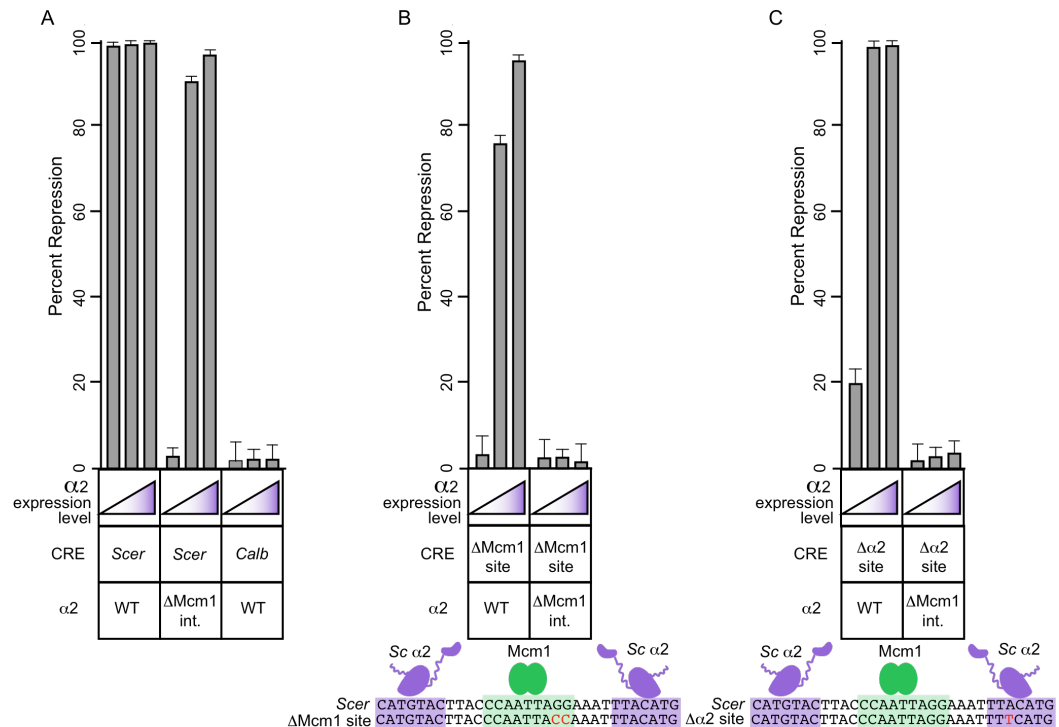 A
Percent Repression
100
80
60
40
20
0
α2
expression
level
CRE
Scer
Scer
Calb
α2
WT
ΔMcm1
int.
WT
B
Percent Repression
100
80
60
40
20
0
α2
expression
level
CRE
ΔMcm1
site
ΔMcm1
site
α2
WT
ΔMcm1
int.
Sc α2
Mcm1
Sc α2
Scer
CATGTACTTACCCAATTAGGAAATTTACATG
ΔMcm1 site
CATGTACTTACCCAATTACCAAATTTACATG
C
Percent Repression
100
80
60
40
20
0
α2
expression
level
CRE
Δα2
site
Δα2
site
α2
WT
ΔMcm1
int.
Sc α2
Mcm1
Sc α2
Scer
CATGTACTTACCCAATTAGGAAATTTACATG
Δα2 site
CATGTACTTACCCAATTAGGAAATTTTCATG